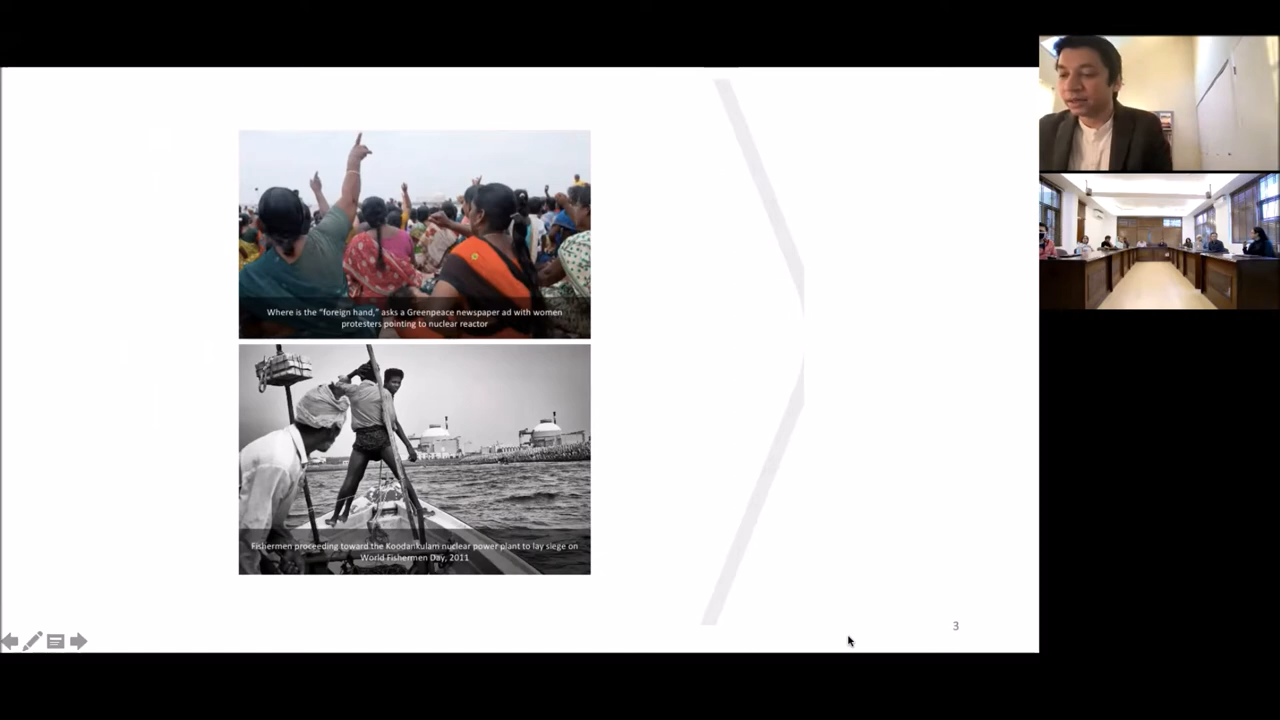 Where is the "foreign hand," asks a Greenpeace newspaper ad with women
protesters pointing to nuclear reactor
Fishermen proceeding toward the Koodankulam nuclear power plant to lay siege on
World Fishermen Day, 2011
3